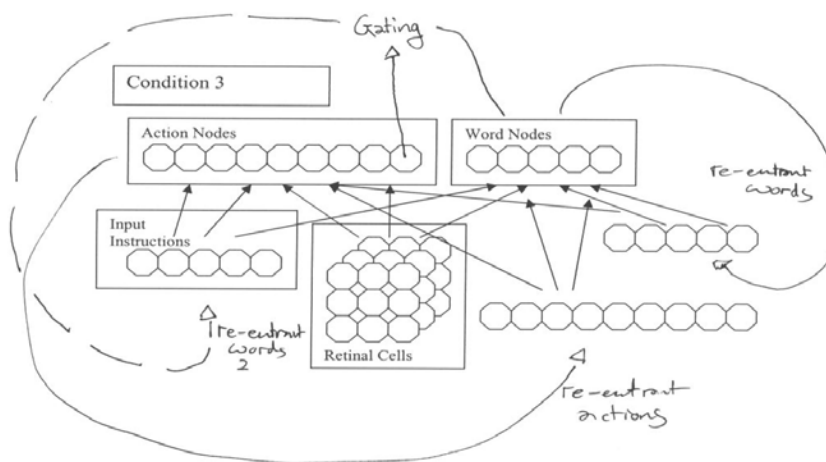 Gating
Condition 3
Action Nodes
Word Nodes
re-entrant
words
Input
Instructions
re-entrant
words
2
Retinal Cells
re-entrant
actions